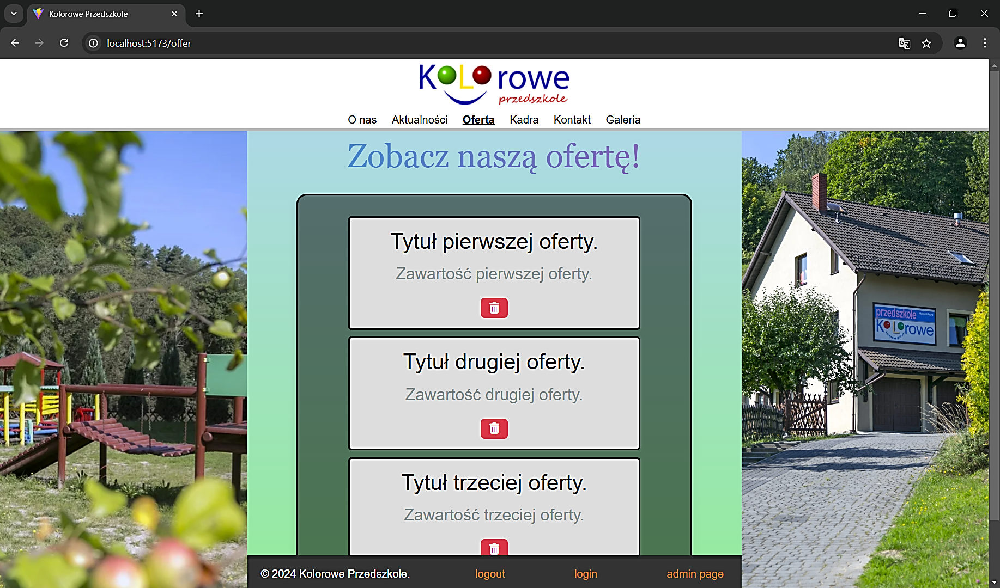 Kolorowe Przedszkole
localhost:5173/offer
KOLOrowe
przedszkole
O nas Aktualności Oferta Kadra Kontakt Galeria
Zobacz naszą ofertę!
Tytuł pierwszej oferty.
Zawartość pierwszej oferty.
przedszkole
KOLOrowe
Tytuł drugiej oferty.
Zawartość drugiej oferty.
Tytuł trzeciej oferty.
Zawartość trzeciej oferty.
© 2024 Kolorowe Przedszkole. logout login admin page